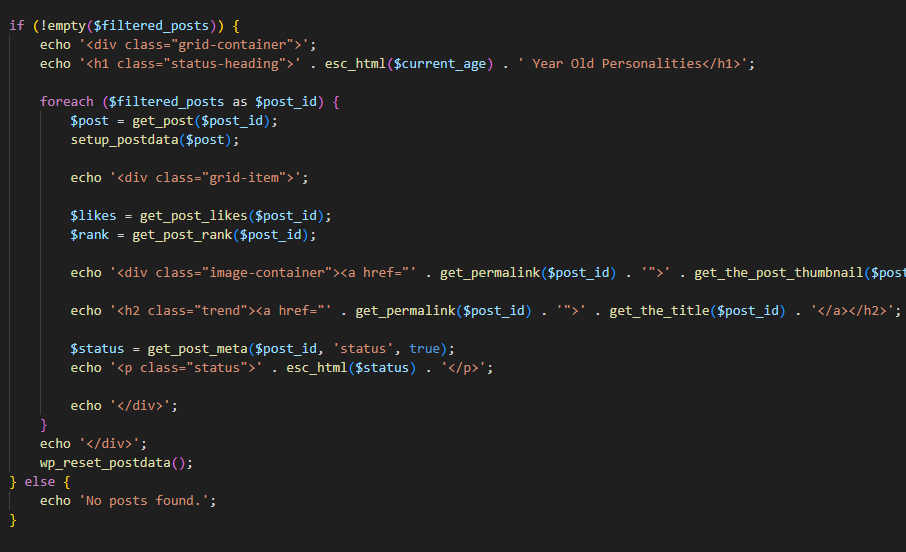 if (!empty($filtered_posts)) {
    echo '<div class="grid-container">';
    echo '<h1 class="status-heading">' . esc_html($current_age) . ' Year Old Personalities</h1>';
    foreach ($filtered_posts as $post_id) {
        $post = get_post($post_id);
        setup_postdata($post);
        echo '<div class="grid-item">';
        $likes = get_post_likes($post_id);
        $rank = get_post_rank($post_id);
        echo '<div class="image-container"><a href="' . get_permalink($post_id) . '">' . get_the_post_thumbnail($post
        echo '<h2 class="trend"><a href="' . get_permalink($post_id) . '">' . get_the_title($post_id) . '</a></h2>';
        $status = get_post_meta($post_id, 'status', true);
        echo '<p class="status">' . esc_html($status) . '</p>';
        echo '</div>';
    }
    echo '</div>';
    wp_reset_postdata();
} else {
    echo 'No posts found.';
}